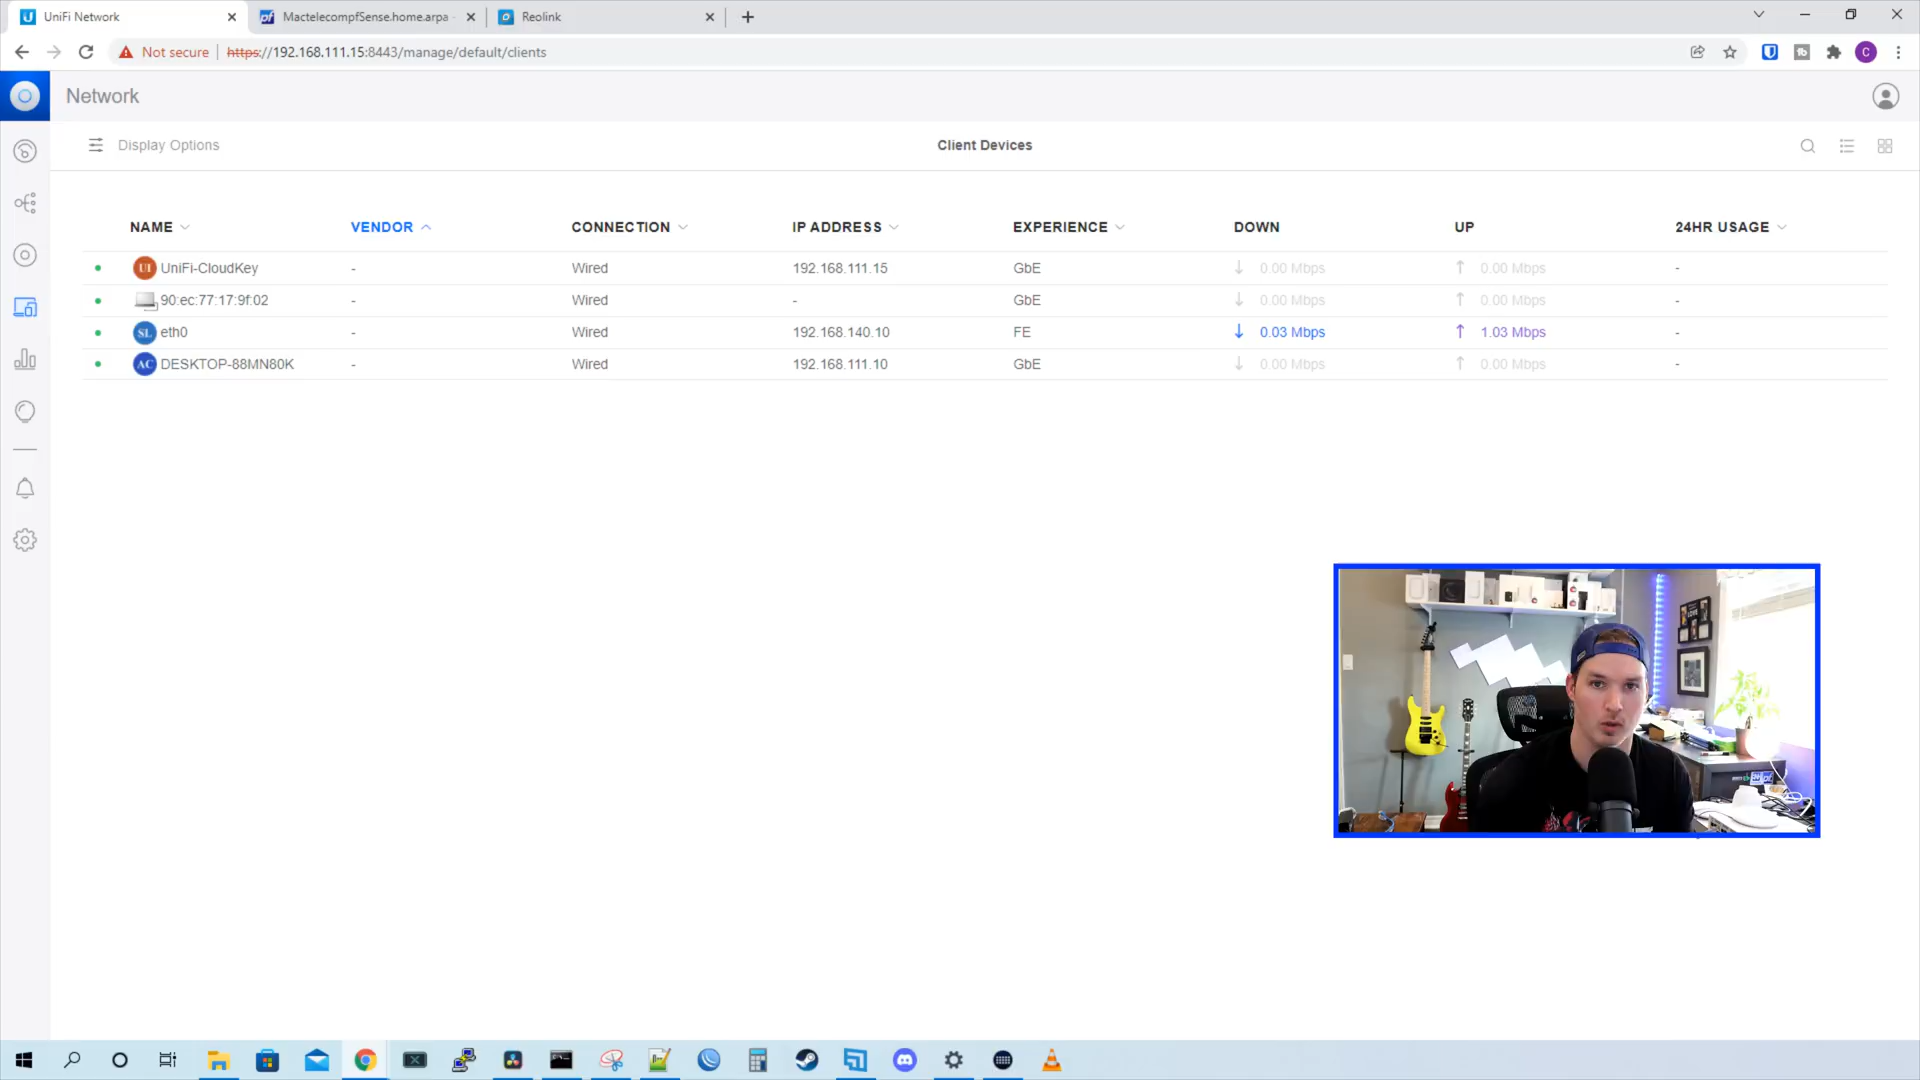 UniFi Network
MactelecompfSense.home.arpa
Reolink
Not secure
https://192.168.111.15:8443/manage/default/clients
C
Network
Display Options
Client Devices
NAME
VENDOR
CONNECTION
IP ADDRESS
EXPERIENCE
DOWN
UP
24HR USAGE
UI UniFi-CloudKey - Wired 192.168.111.15 GbE 0.00 Mbps 0.00 Mbps -
90:ec:77:17:9f:02 - Wired - GbE 0.00 Mbps 0.00 Mbps -
SL eth0 - Wired 192.168.140.10 FE 0.03 Mbps 1.03 Mbps -
AC DESKTOP-88MN80K - Wired 192.168.111.10 GbE 0.00 Mbps 0.00 Mbps -